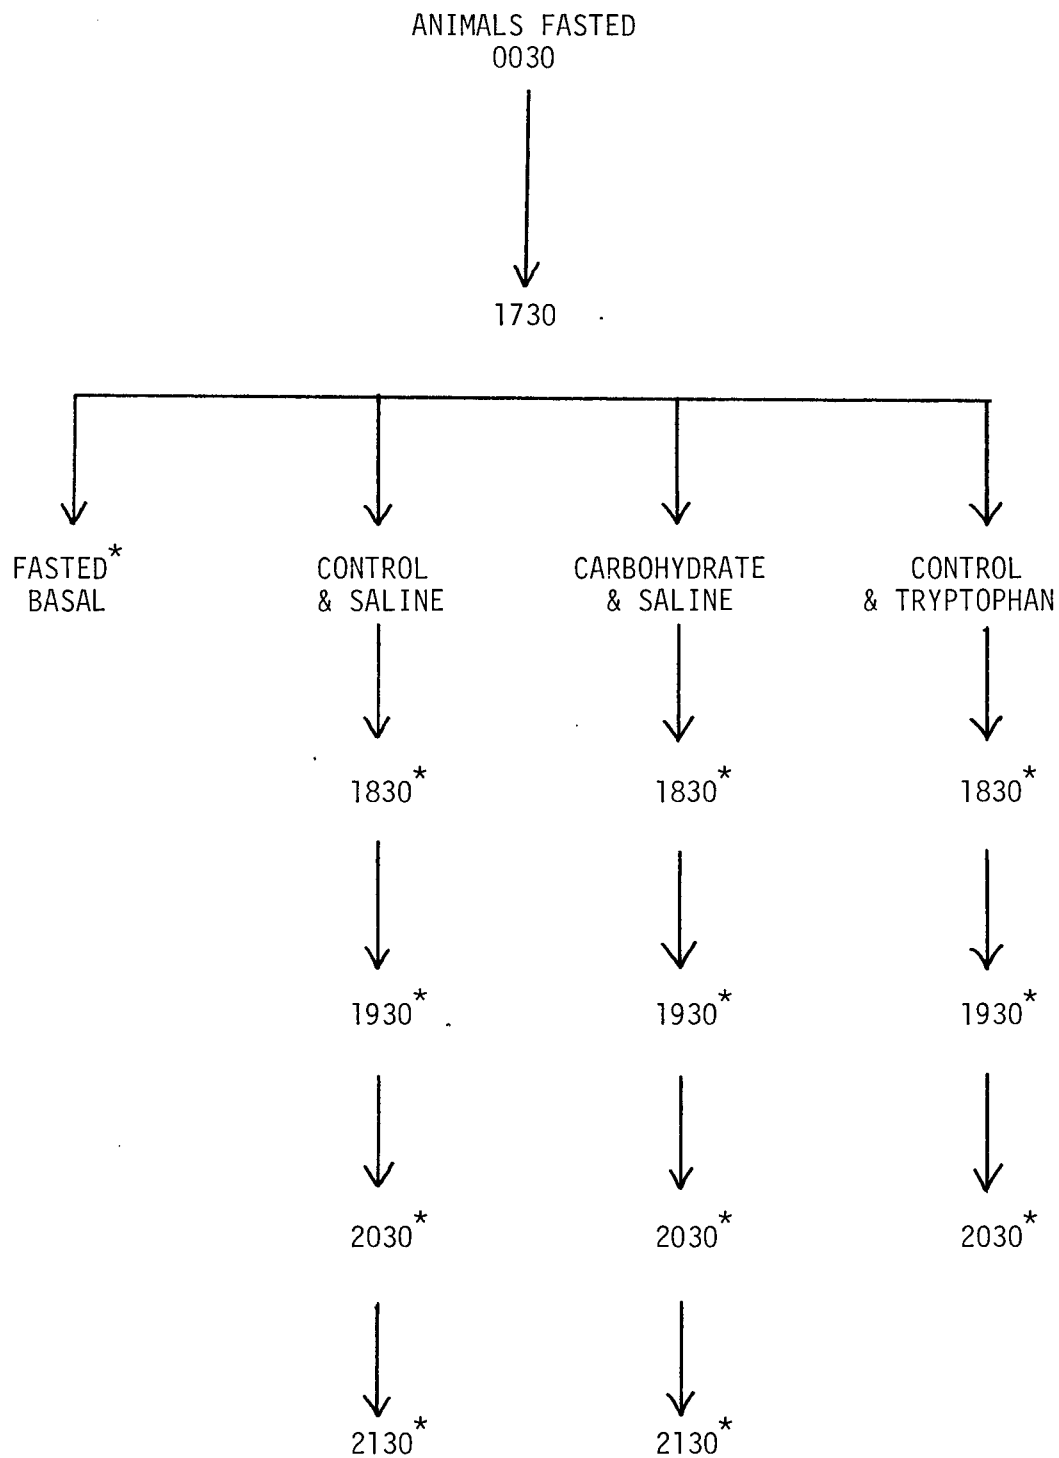 ANIMALS FASTED
0030
1730
FASTED*
BASAL
CONTROL
& SALINE
CARBOHYDRATE
& SALINE
CONTROL
& TRYPTOPHAN
1830*
1830*
1830*
1930*
1930*
1930*
2030*
2030*
2030*
2130*
2130*